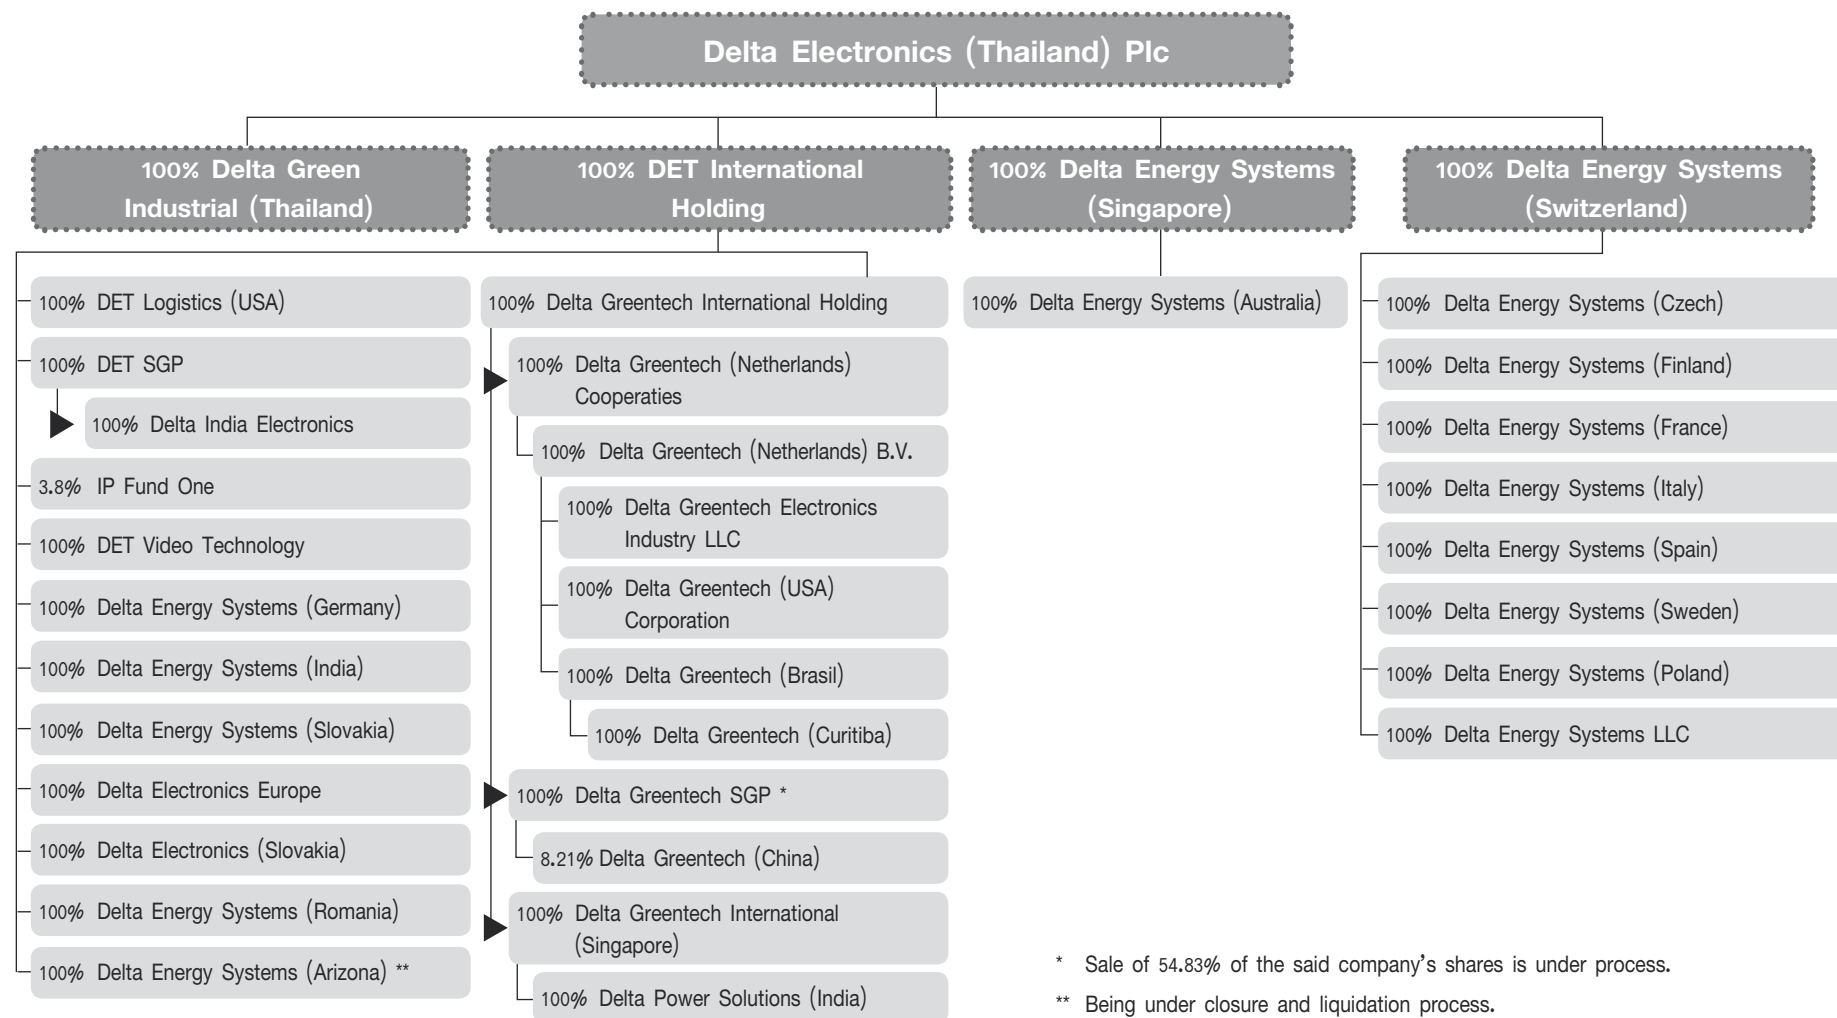 Delta Electronics (Thailand) Plc
100% Delta Green
Industrial (Thailand)
100% DET International
Holding
100% Delta Energy Systems
(Singapore)
100% Delta Energy Systems
(Switzerland)
100% DET Logistics (USA)
100% DET SGP
100% Delta India Electronics
3.8% IP Fund One
100% DET Video Technology
100% Delta Energy Systems (Germany)
100% Delta Energy Systems (India)
100% Delta Energy Systems (Slovakia)
100% Delta Electronics Europe
100% Delta Electronics (Slovakia)
100% Delta Energy Systems (Romania)
100% Delta Energy Systems (Arizona) **
100% Delta Greentech International Holding
100% Delta Greentech (Netherlands)
Cooperaties
100% Delta Greentech (Netherlands) B.V.
100% Delta Greentech Electronics
Industry LLC
100% Delta Greentech (USA)
Corporation
100% Delta Greentech (Brasil)
100% Delta Greentech (Curitiba)
100% Delta Greentech SGP *
8.21% Delta Greentech (China)
100% Delta Greentech International
(Singapore)
100% Delta Power Solutions (India)
100% Delta Energy Systems (Australia)
100% Delta Energy Systems (Czech)
100% Delta Energy Systems (Finland)
100% Delta Energy Systems (France)
100% Delta Energy Systems (Italy)
100% Delta Energy Systems (Spain)
100% Delta Energy Systems (Sweden)
100% Delta Energy Systems (Poland)
100% Delta Energy Systems LLC
* Sale of 54.83% of the said company's shares is under process.
** Being under closure and liquidation process.